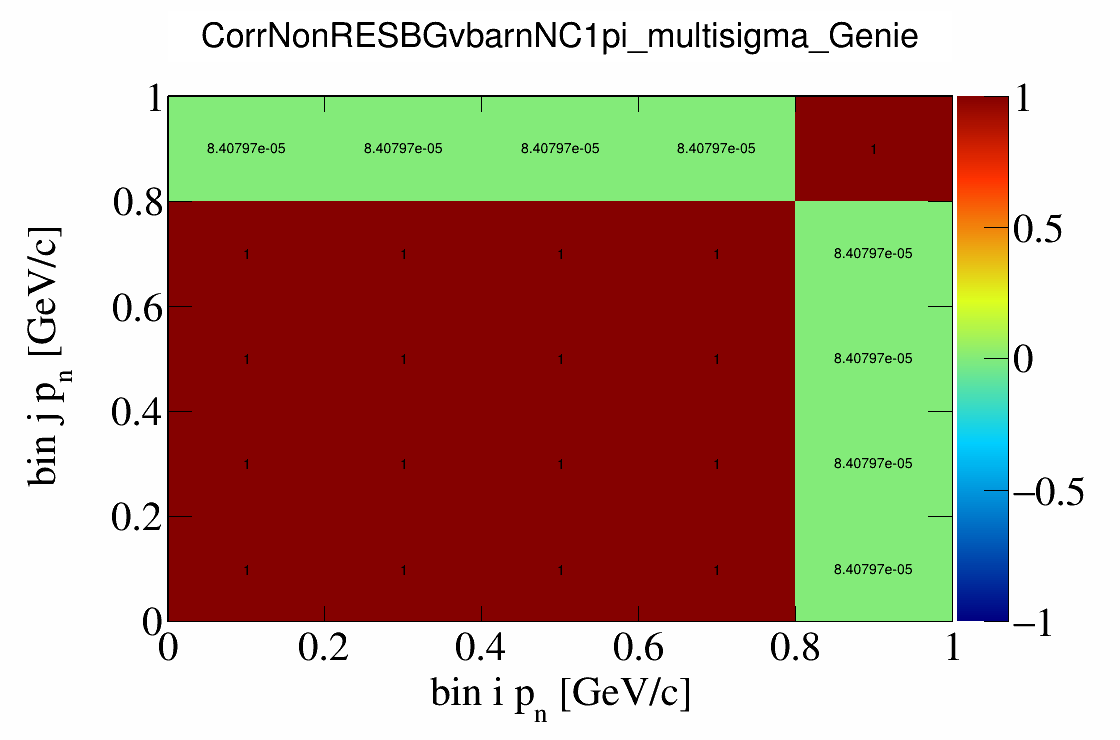 CorrNonRESBGvbarnNC1pi_multisigma_Genie
1
0.8
0.6
0.4
0.2
0
bin j p_n [GeV/c]
8.40797e-05 8.40797e-05 8.40797e-05 8.40797e-05 1
1 1 1 1 8.40797e-05
1 1 1 1 8.40797e-05
1 1 1 1 8.40797e-05
1 1 1 1 8.40797e-05
0 0.2 0.4 0.6 0.8 1
bin i p_n [GeV/c]
1
0.5
0
−0.5
−1